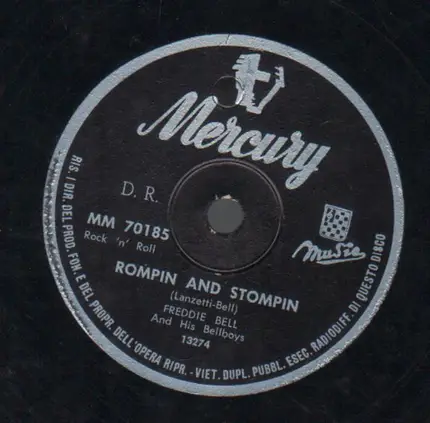 Mercury
D. R.
MM 70185
Rock 'n' Roll
music
ROMPIN AND STOMPIN
(Lanzetti-Bell)
FREDDIE BELL
And His Bellboys
13274
RIS. I DIR. DEL PROD. FON. E DEL PROPR. DELL'OPERA RIPR. - VIET. DUPL. PUBBL. ESEC. RADIODIFF. DI QUESTO DISCO